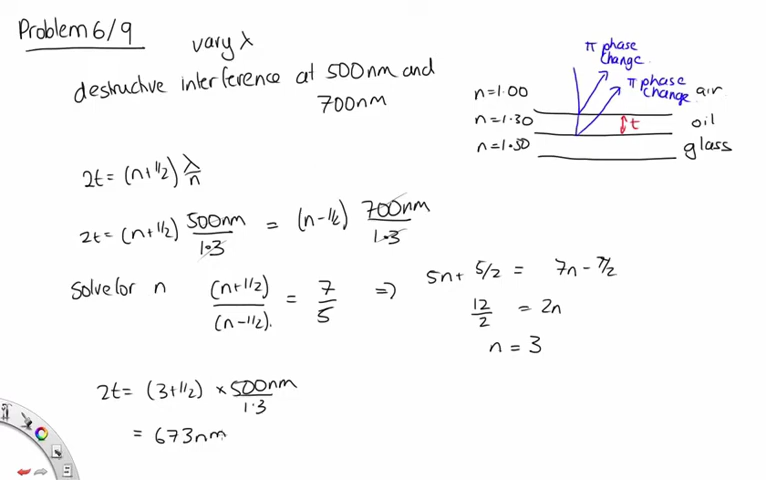 Problem 6/9
vary λ
destructive interference at 500nm and
700nm
π phase
change
π phase
change
n=1.00 air
n=1.30 t oil
n=1.50 glass
2t = (n+1/2) λ/n
2t = (n+1/2) 500nm/1.3 = (n-1/2) 700nm/1.3
Solve for n (n+1/2)/(n-1/2). = 7/5 => 5n + 5/2 = 7n - 7/2
12/2 = 2n
n = 3
2t = (3+1/2) × 500nm/1.3
= 673nm